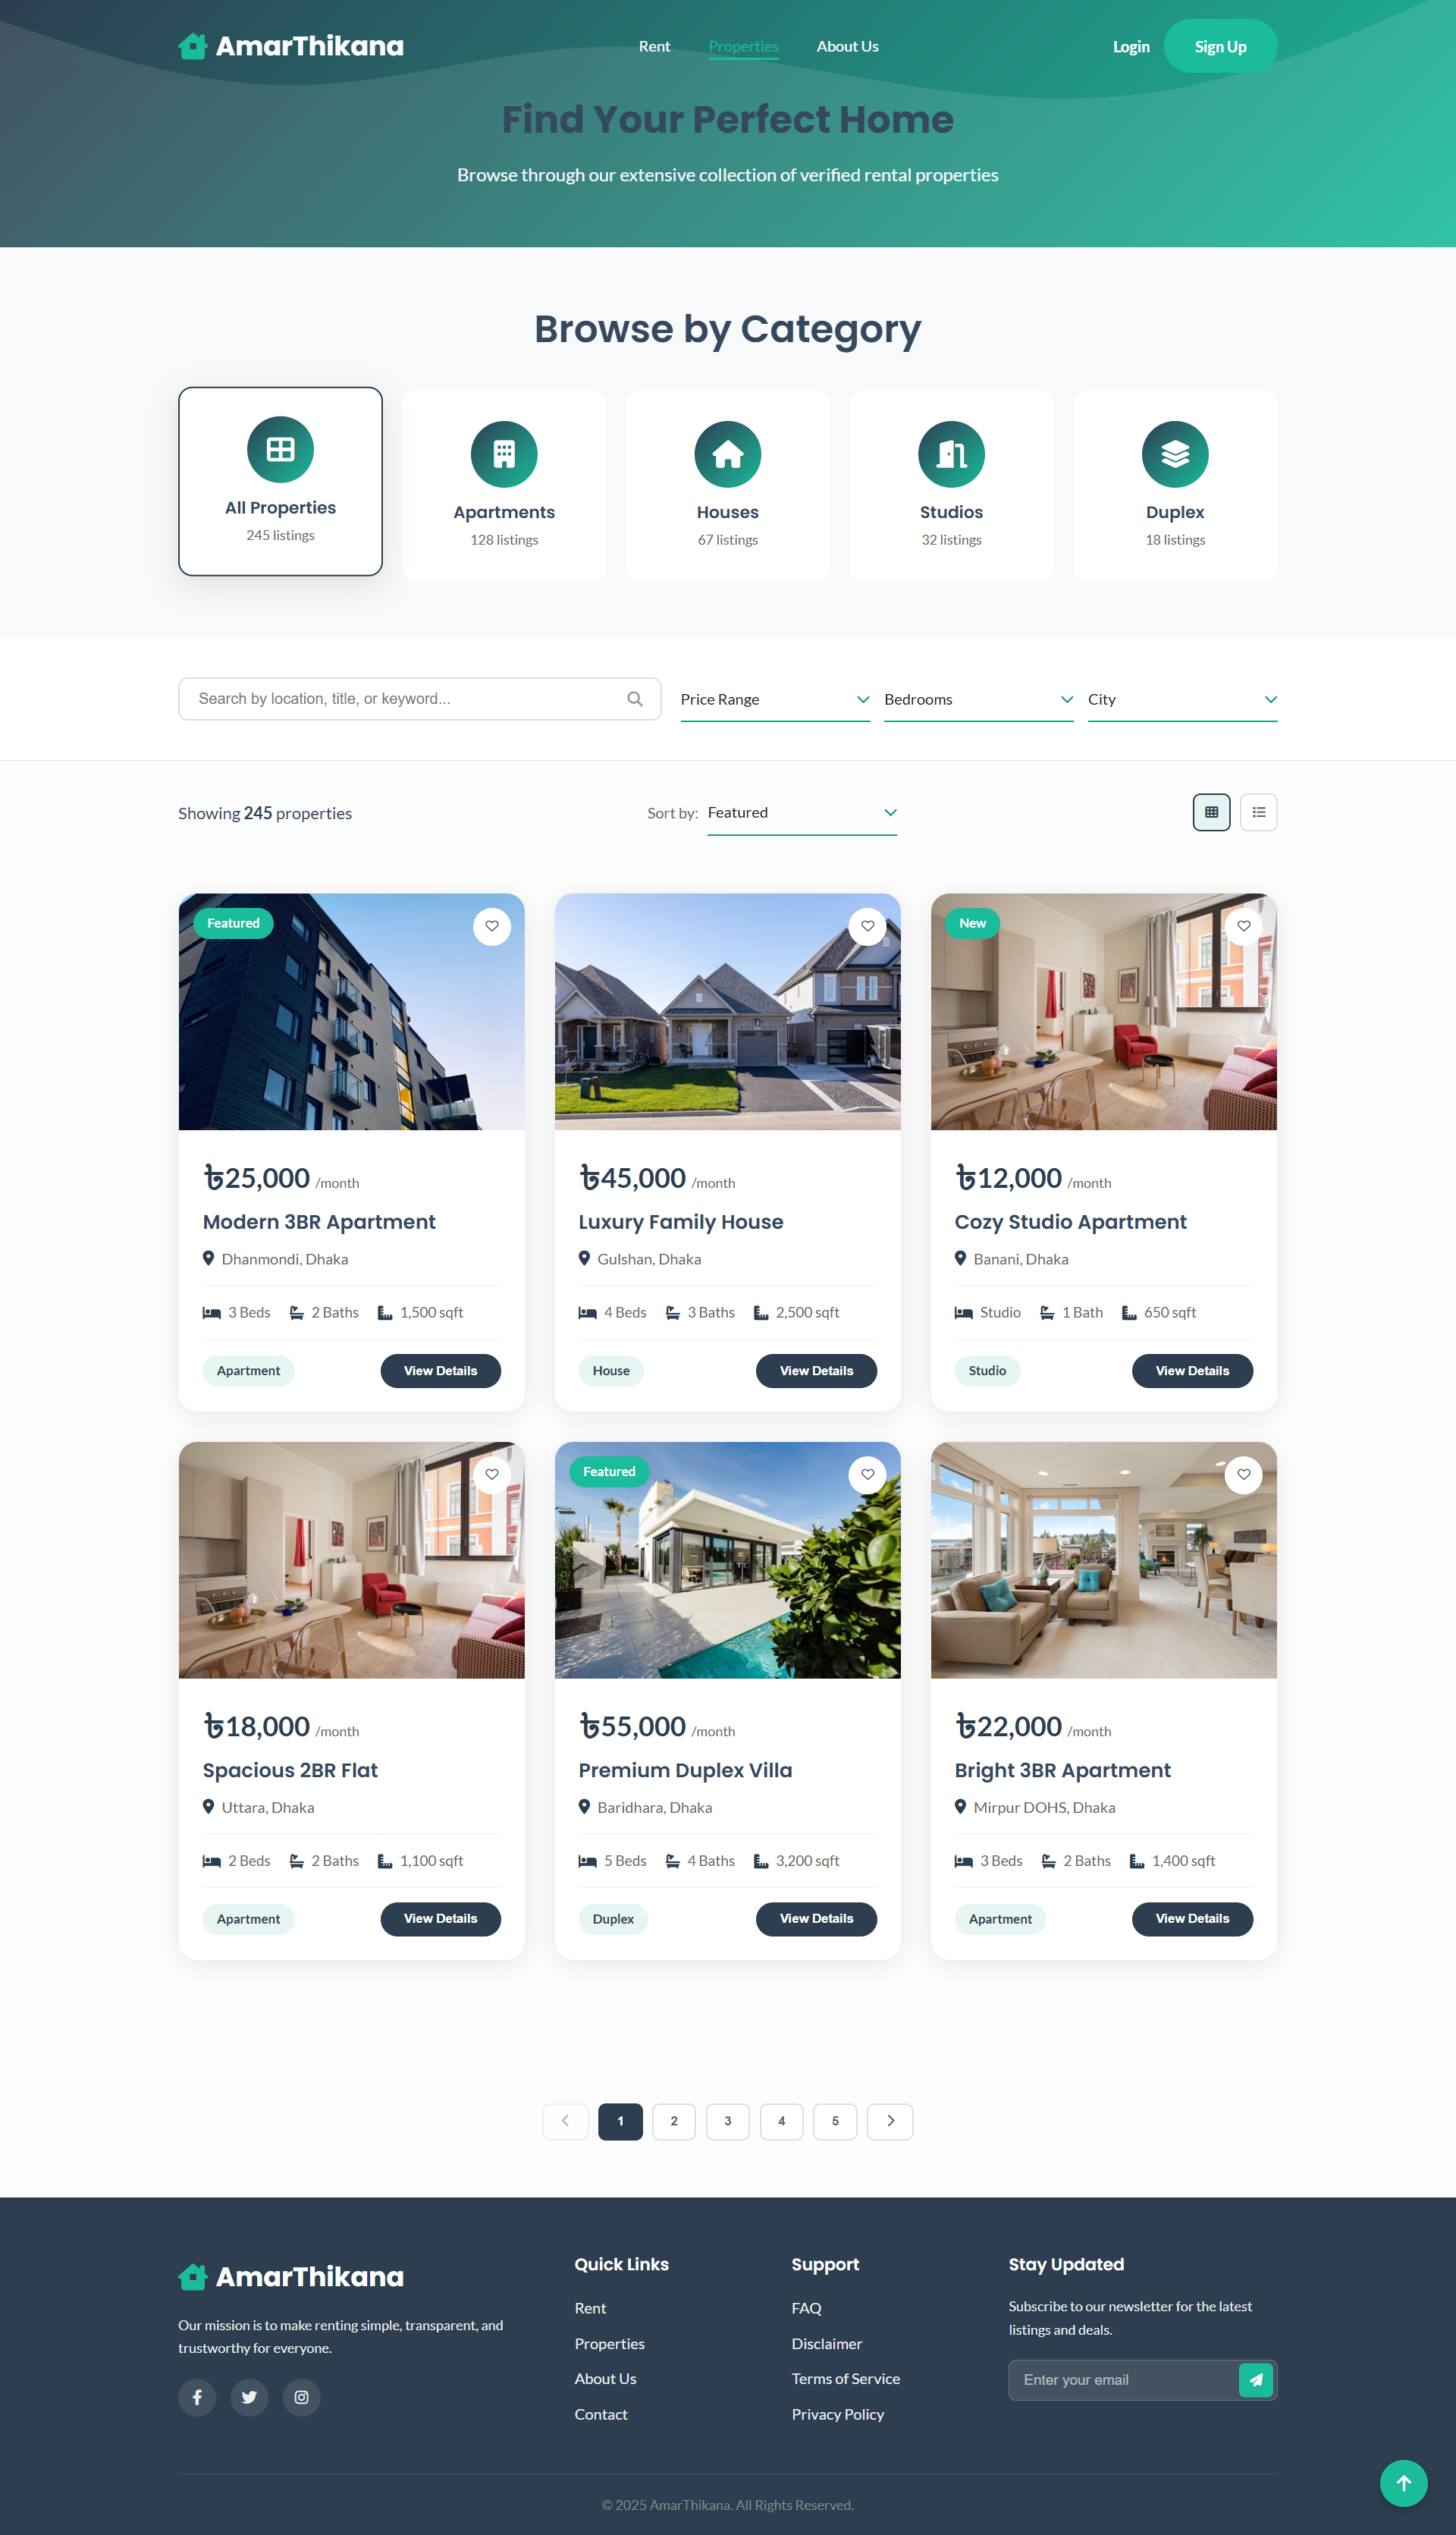 AmarThikana
Rent
Properties
About Us
Login
Sign Up
Find Your Perfect Home
Browse through our extensive collection of verified rental properties
Browse by Category
All Properties
245 listings
Apartments
128 listings
Houses
67 listings
Studios
32 listings
Duplex
18 listings
Search by location, title, or keyword...
Price Range
Bedrooms
City
Showing 245 properties
Sort by: Featured
Featured
৳25,000 /month
Modern 3BR Apartment
Dhanmondi, Dhaka
3 Beds 2 Baths 1,500 sqft
Apartment
View Details
৳45,000 /month
Luxury Family House
Gulshan, Dhaka
4 Beds 3 Baths 2,500 sqft
House
View Details
New
৳12,000 /month
Cozy Studio Apartment
Banani, Dhaka
Studio 1 Bath 650 sqft
Studio
View Details
৳18,000 /month
Spacious 2BR Flat
Uttara, Dhaka
2 Beds 2 Baths 1,100 sqft
Apartment
View Details
Featured
৳55,000 /month
Premium Duplex Villa
Baridhara, Dhaka
5 Beds 4 Baths 3,200 sqft
Duplex
View Details
৳22,000 /month
Bright 3BR Apartment
Mirpur DOHS, Dhaka
3 Beds 2 Baths 1,400 sqft
Apartment
View Details
1 2 3 4 5
AmarThikana
Our mission is to make renting simple, transparent, and
trustworthy for everyone.
Quick Links
Rent
Properties
About Us
Contact
Support
FAQ
Disclaimer
Terms of Service
Privacy Policy
Stay Updated
Subscribe to our newsletter for the latest
listings and deals.
Enter your email
© 2025 AmarThikana. All Rights Reserved.